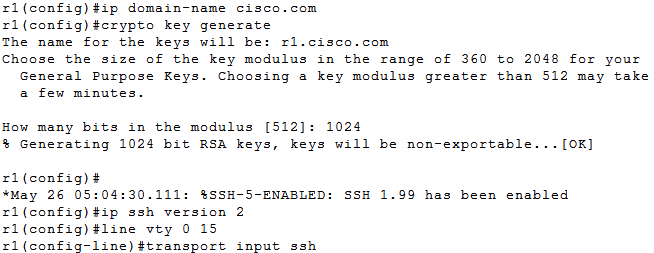 r1(config)#ip domain-name cisco.com
r1(config)#crypto key generate
The name for the keys will be: r1.cisco.com
Choose the size of the key modulus in the range of 360 to 2048 for your
General Purpose Keys. Choosing a key modulus greater than 512 may take
a few minutes.
How many bits in the modulus [512]: 1024
% Generating 1024 bit RSA keys, keys will be non-exportable...[OK]
r1(config)#
*May 26 05:04:30.111: %SSH-5-ENABLED: SSH 1.99 has been enabled
r1(config)#ip ssh version 2
r1(config)#line vty 0 15
r1(config-line)#transport input ssh